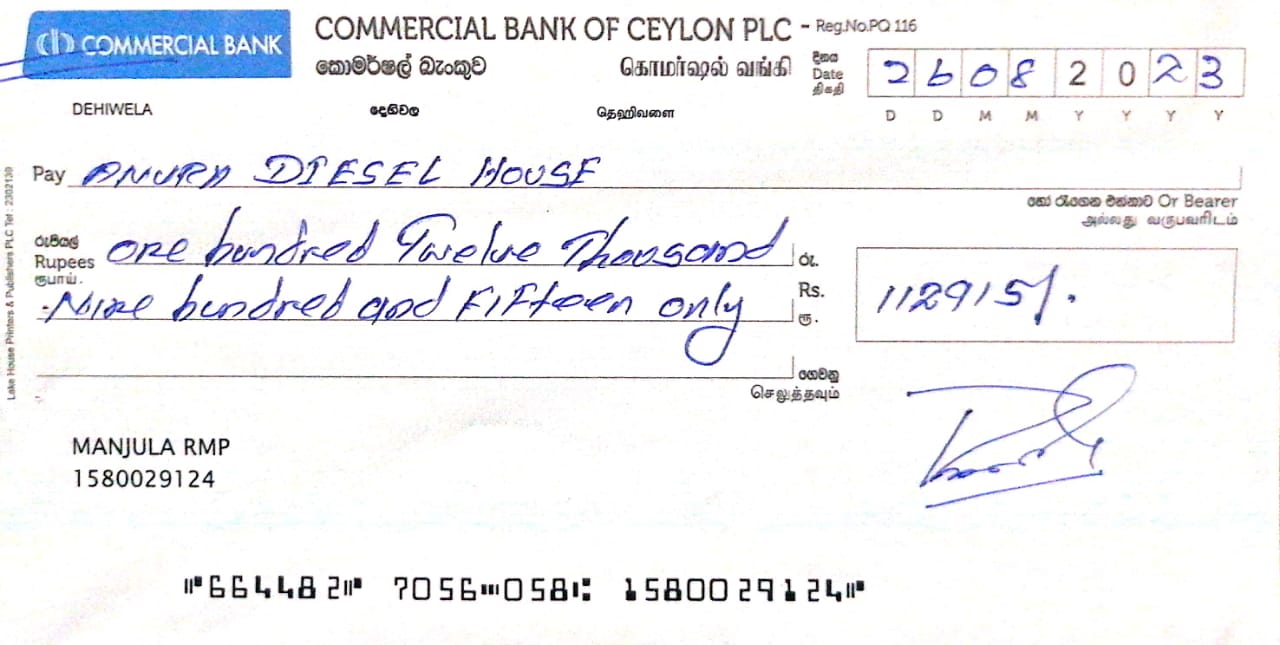 COMMERCIAL BANK
COMMERCIAL BANK OF CEYLON PLC - Reg.No.PQ 116
කොමර්ෂල් බැංකුව கொமர்ஷல் வங்கி
දිනය
Date
திகதி
26082023
D D M M Y Y Y Y
DEHIWELA දෙහිවල தெஹிவளை
Pay ANURA DIESEL HOUSE
හෝ රැගෙන එන්නාට Or Bearer
அல்லது வருபவரிடம்
රුපියල්
Rupees
ரூபாய்.
One hundred Twelve Thousand
Nine hundred and Fifteen only
රු.
Rs.
ரூ.
112915/.
ගෙවනු
செலுத்தவும்
Lake House Printers & Publishers PLC Tel : 2302130
MANJULA RMP
1580029124
⑈664482⑈ 7056⑉058⑆ 1580029124⑈